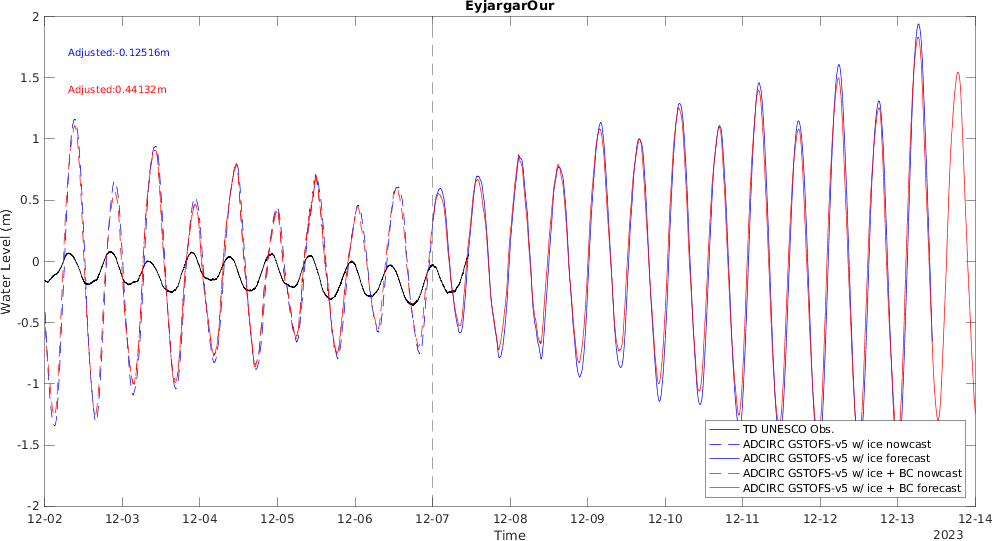 EyjargarOur
Adjusted:-0.12516m
Adjusted:0.44132m
Water Level (m)
2
1.5
1
0.5
0
-0.5
-1
-1.5
-2
TD UNESCO Obs.
ADCIRC GSTOFS-v5 w/ ice nowcast
ADCIRC GSTOFS-v5 w/ ice forecast
ADCIRC GSTOFS-v5 w/ ice + BC nowcast
ADCIRC GSTOFS-v5 w/ ice + BC forecast
12-02 12-03 12-04 12-05 12-06 12-07 12-08 12-09 12-10 12-11 12-12 12-13 12-14
Time
2023